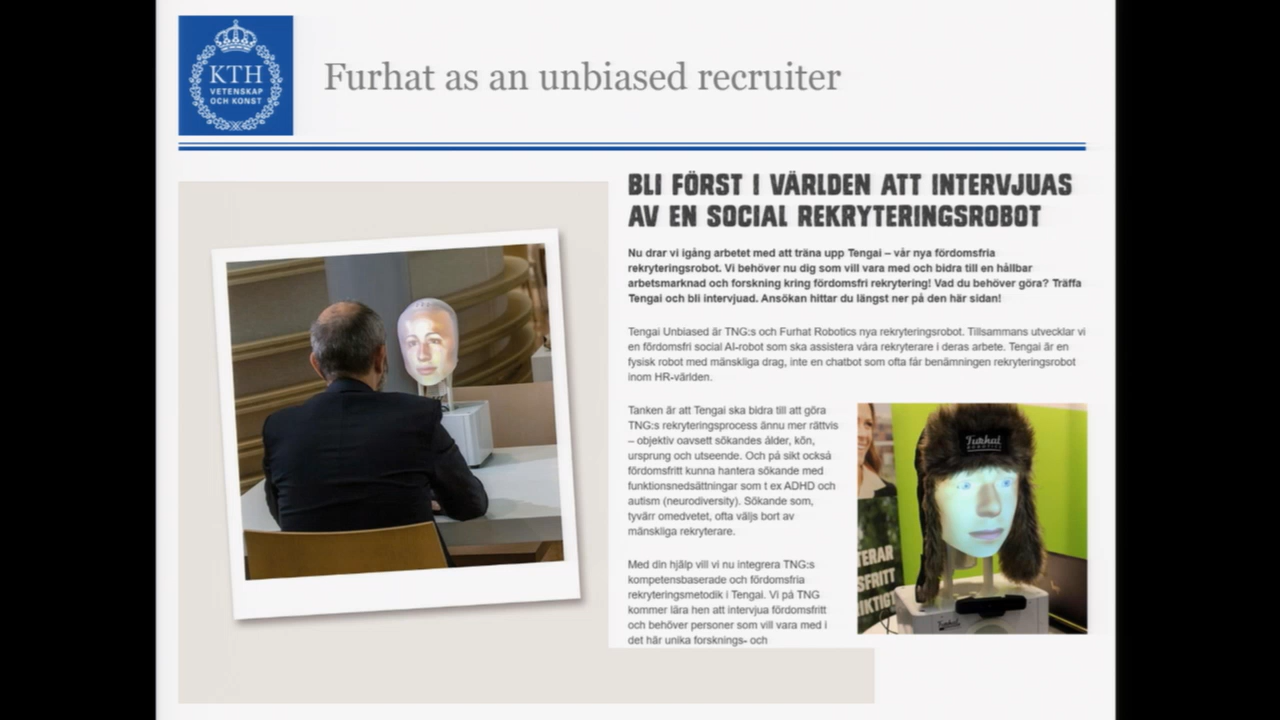 KTH
VETENSKAP
OCH KONST
Furhat as an unbiased recruiter
BLI FÖRST I VÄRLDEN ATT INTERVJUAS
AV EN SOCIAL REKRYTERINGSROBOT
Nu drar vi igång arbetet med att träna upp Tengai – vår nya fördomsfria
rekryteringsrobot. Vi behöver nu dig som vill vara med och bidra till en hållbar
arbetsmarknad och forskning kring fördomsfri rekrytering! Vad du behöver göra? Träffa
Tengai och bli intervjuad. Ansökan hittar du längst ner på den här sidan!
Tengai Unbiased är TNG:s och Furhat Robotics nya rekryteringsrobot. Tillsammans utvecklar vi
en fördomsfri social AI-robot som ska assistera våra rekryterare i deras arbete. Tengai är en
fysisk robot med mänskliga drag, inte en chatbot som ofta får benämningen rekryteringsrobot
inom HR-världen.
Tanken är att Tengai ska bidra till att göra
TNG:s rekryteringsprocess ännu mer rättvis
– objektiv oavsett sökandes ålder, kön,
ursprung och utseende. Och på sikt också
fördomsfritt kunna hantera sökande med
funktionsnedsättningar som t ex ADHD och
autism (neurodiversity). Sökande som,
tyvärr omedvetet, ofta väljs bort av
mänskliga rekryterare.
Med din hjälp vill vi nu integrera TNG:s
kompetensbaserade och fördomsfria
rekryteringsmetodik i Tengai. Vi på TNG
kommer lära hen att intervjua fördomsfritt
och behöver personer som vill vara med i
det här unika forsknings- och
Furhat
ROBOTICS
TERAR
SFRITT
RIKTIGT
Furhat